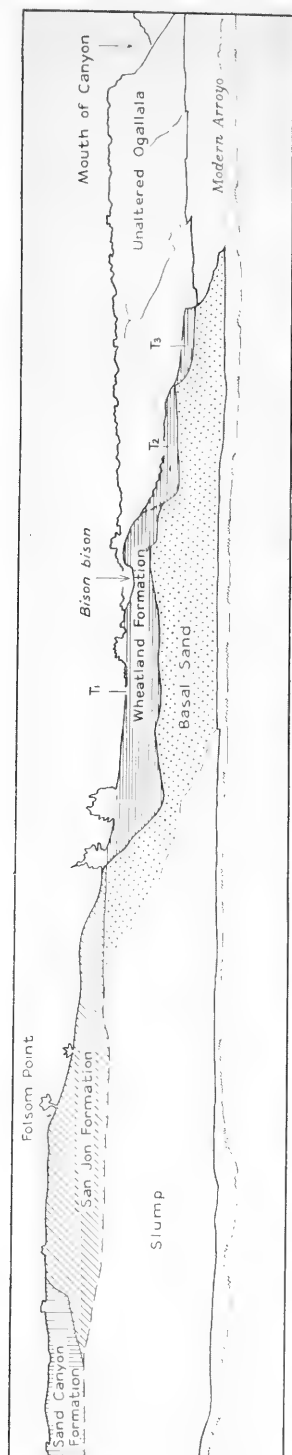 Mouth of Canyon
Unaltered Ogallala
Modern Arroyo
T3
T2
Bison bison
Wheatland Formation
Basal Sand
T1
Folsom Point
San Jon Formation
Slump
Sand Canyon
Formation